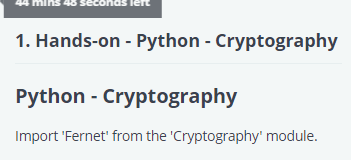 44 mins 48 seconds left
1. Hands-on - Python - Cryptography
Python - Cryptography
Import 'Fernet' from the 'Cryptography' module.